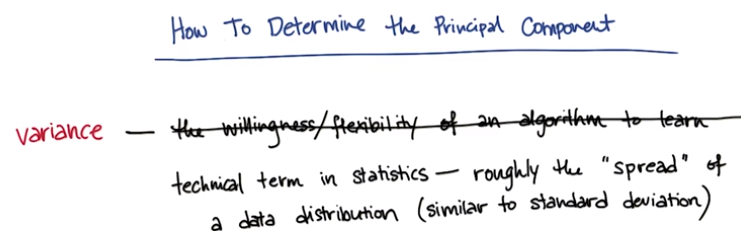 How To Determine the Principal Component
variance — the willingness/flexibility of an algorithm to learn
technical term in statistics — roughly the "spread" of
a data distribution (similar to standard deviation)